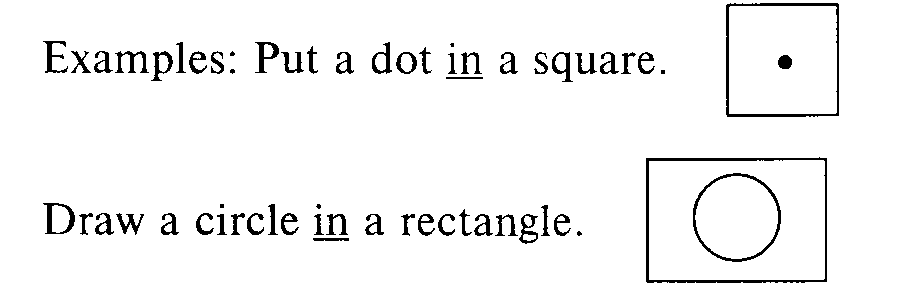 Examples: Put a dot in a square.
Draw a circle in a rectangle.